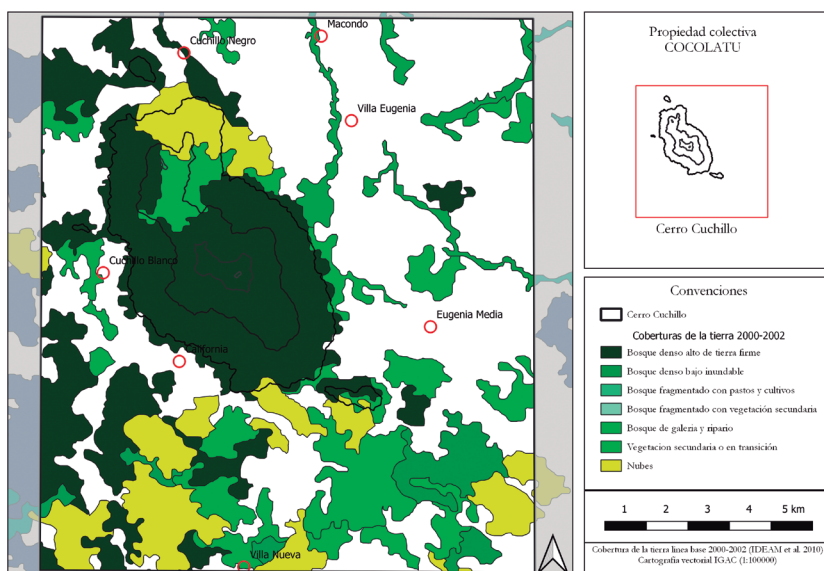 Cuchillo Negro
Macondo
Villa Eugenia
Cuchillo Blanco
Eugenia Media
California
Villa Nueva
Propiedad colectiva
COCOLATU
Cerro Cuchillo
Convenciones
Cerro Cuchillo
Coberturas de la tierra 2000-2002
Bosque denso alto de tierra firme
Bosque denso bajo inundable
Bosque fragmentado con pastos y cultivos
Bosque fragmentado con vegetación secundaria
Bosque de galeria y ripario
Vegetacion secundaria o en transición
Nubes
1 2 3 4 5 km
Cobertura de la tierra linea base 2000-2002 (IDEAM et al. 2010)
Cartografia vectorial IGAC (1:100000)